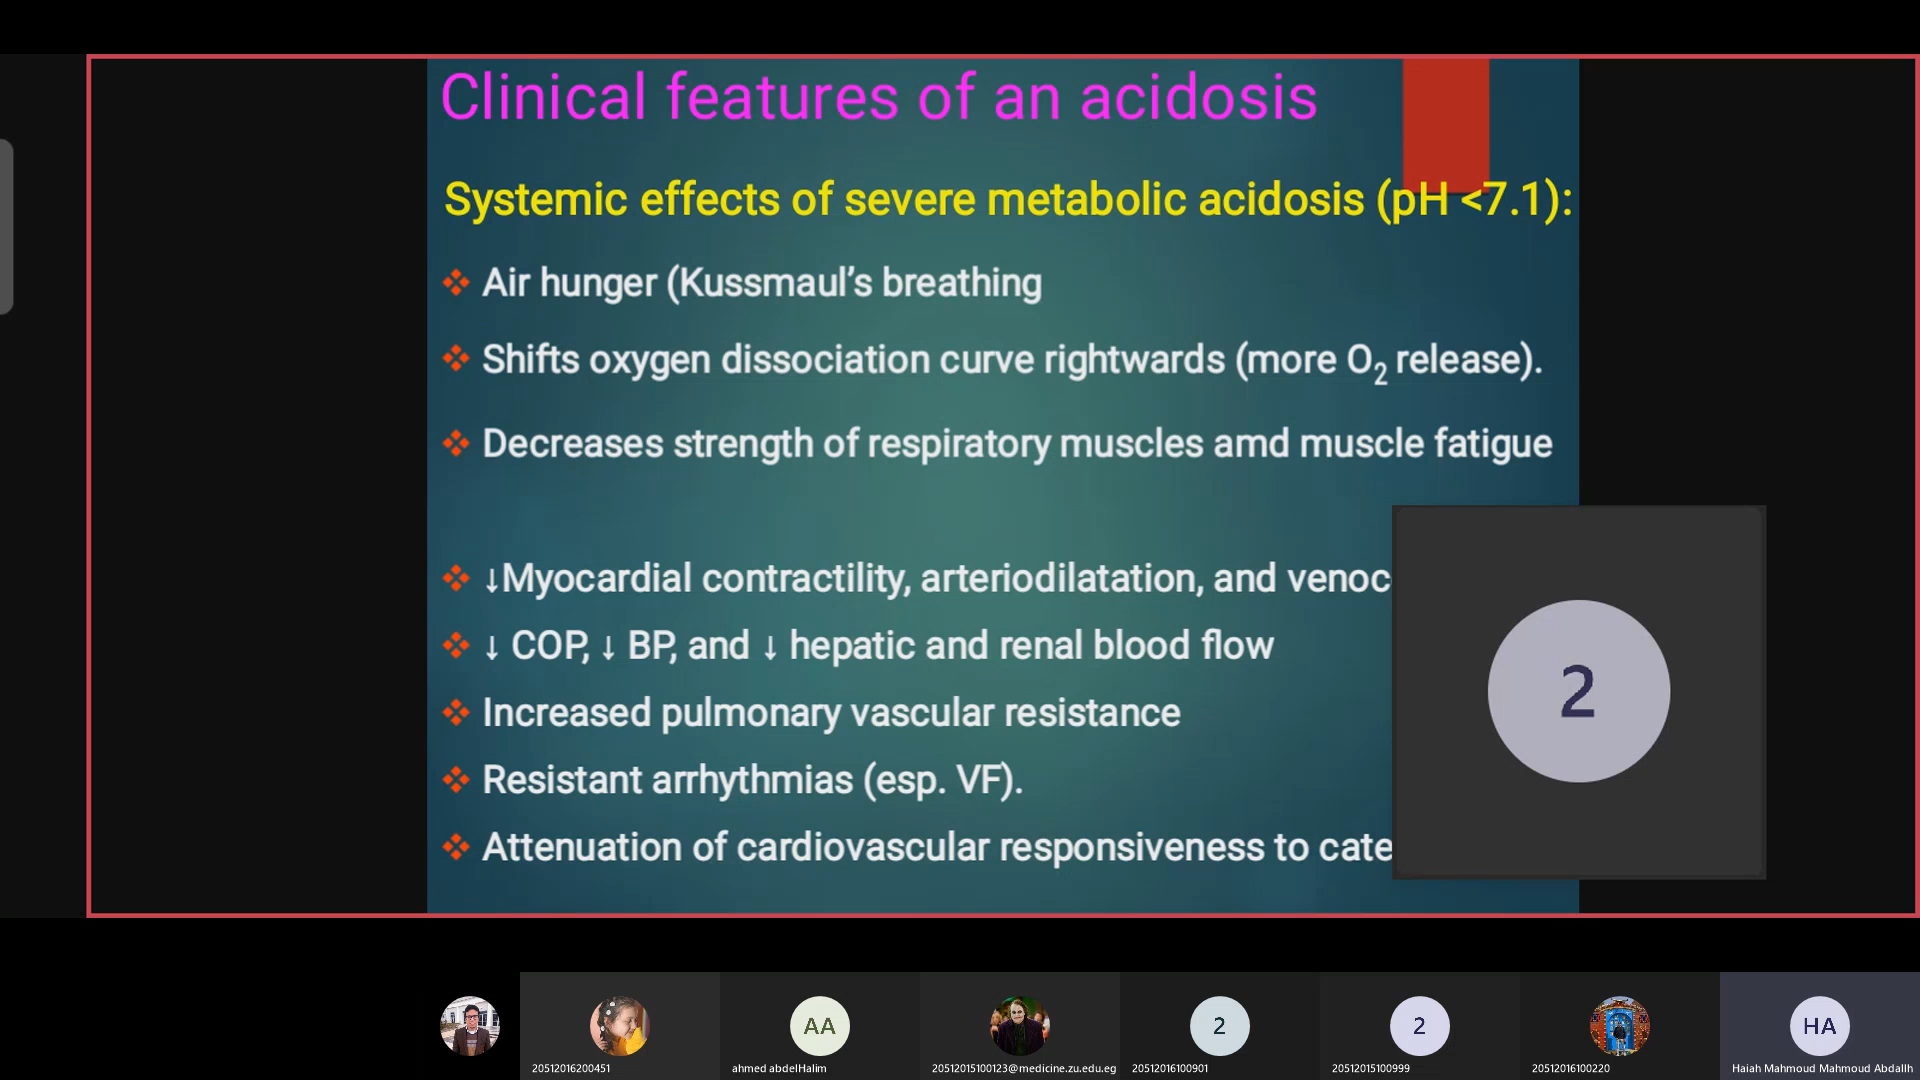 Clinical features of an acidosis
Systemic effects of severe metabolic acidosis (pH <7.1):
❖ Air hunger (Kussmaul’s breathing
❖ Shifts oxygen dissociation curve rightwards (more O₂ release).
❖ Decreases strength of respiratory muscles amd muscle fatigue
❖ ↓Myocardial contractility, arteriodilatation, and
❖ ↓ COP, ↓ BP, and ↓ hepatic and renal blood flow
❖ Increased pulmonary vascular resistance
❖ Resistant arrhythmias (esp. VF).
❖ Attenuation of cardiovascular responsiveness to
2
AA
2
2
HA
20512016200451
ahmed abdelHalim
20512015100123@medicine.zu.edu.eg
20512016100901
20512015100999
20512016100220
Haiah Mahmoud Mahmoud Abdallh